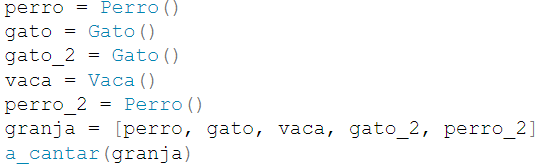 perro = Perro()
gato = Gato()
gato_2 = Gato()
vaca = Vaca()
perro_2 = Perro()
granja = [perro, gato, vaca, gato_2, perro_2]
a_cantar(granja)